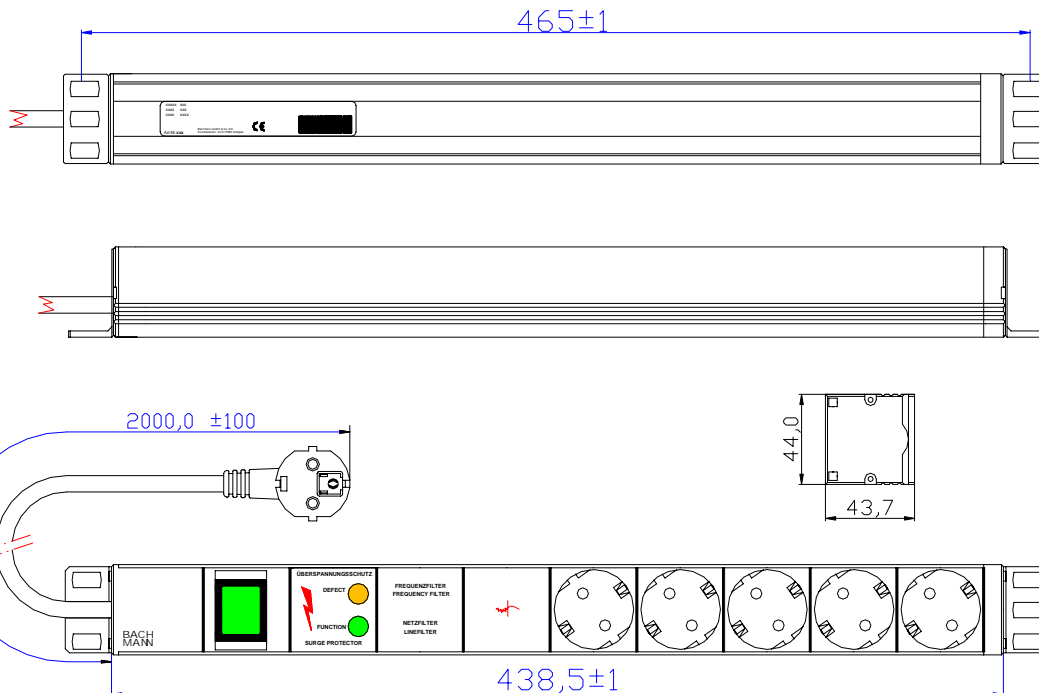 465±1
CE
2000,0 ±100
44,0
43,7
ÜBERSPANNUNGSSCHUTZ
DEFECT
FUNCTION
SURGE PROTECTOR
FREQUENZFILTER
FREQUENCY FILTER
NETZFILTER
LINEFILTER
BACH
MANN
438,5±1